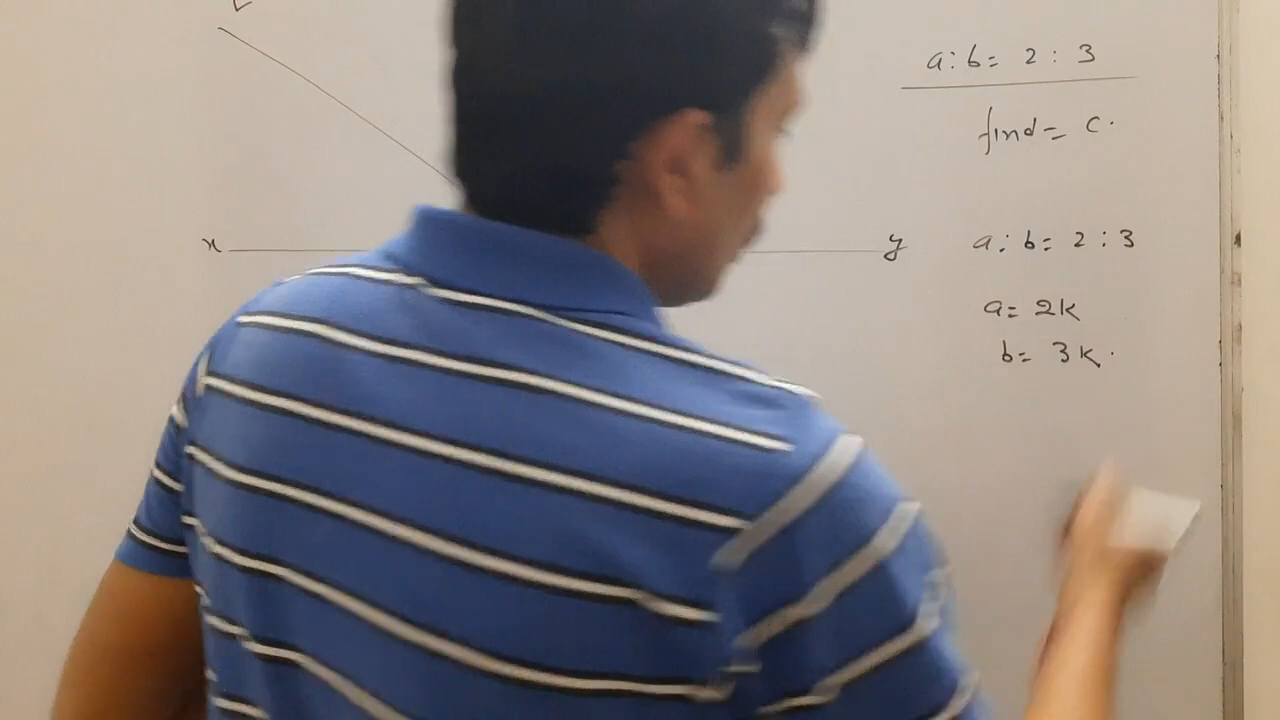 a:b= 2 : 3
find= c.
x
y
a:b= 2:3
a= 2k
b= 3k.